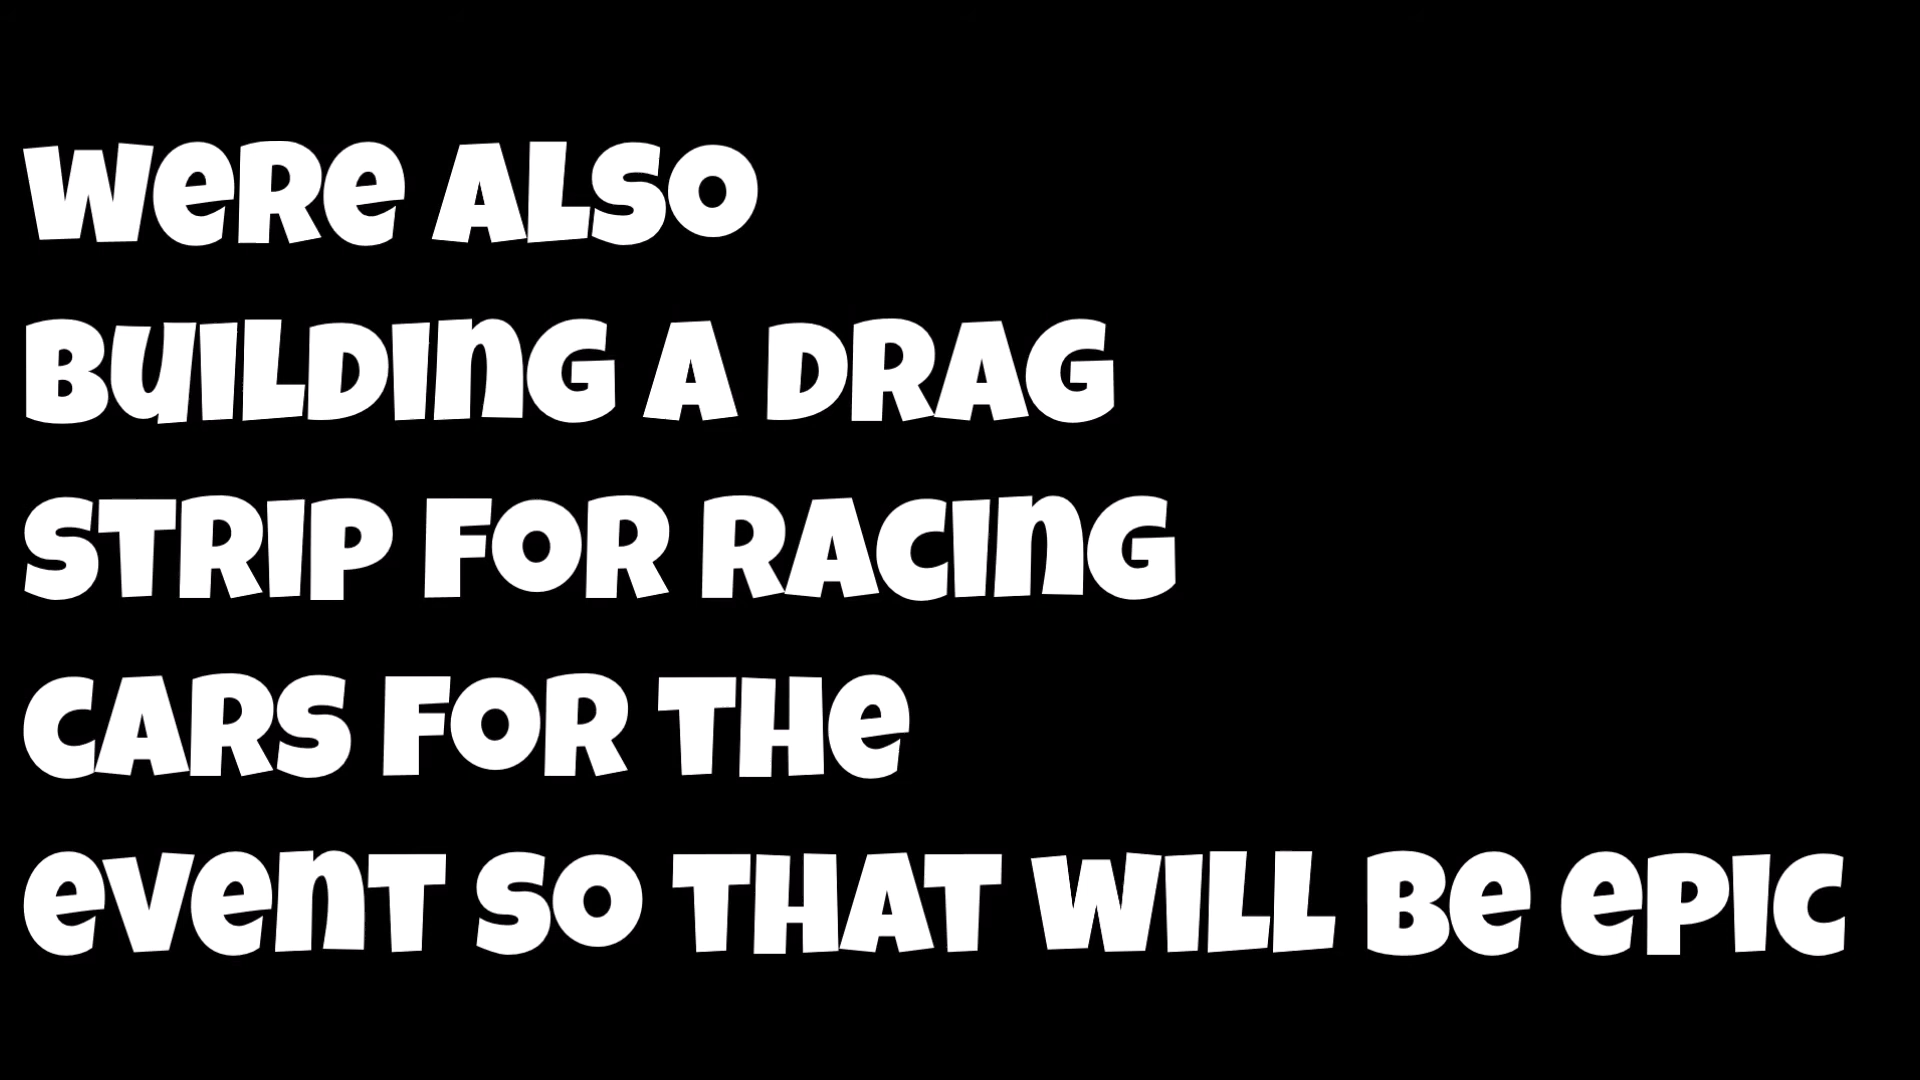 Were also
building a drag
strip for racing
cars for the
event so that will be epic